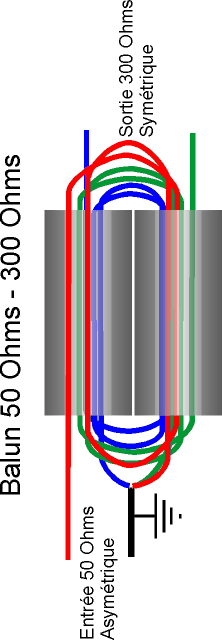 Balun 50 Ohms - 300 Ohms
Sortie 300 Ohms
Symétrique
Entrée 50 Ohms
Asymétrique